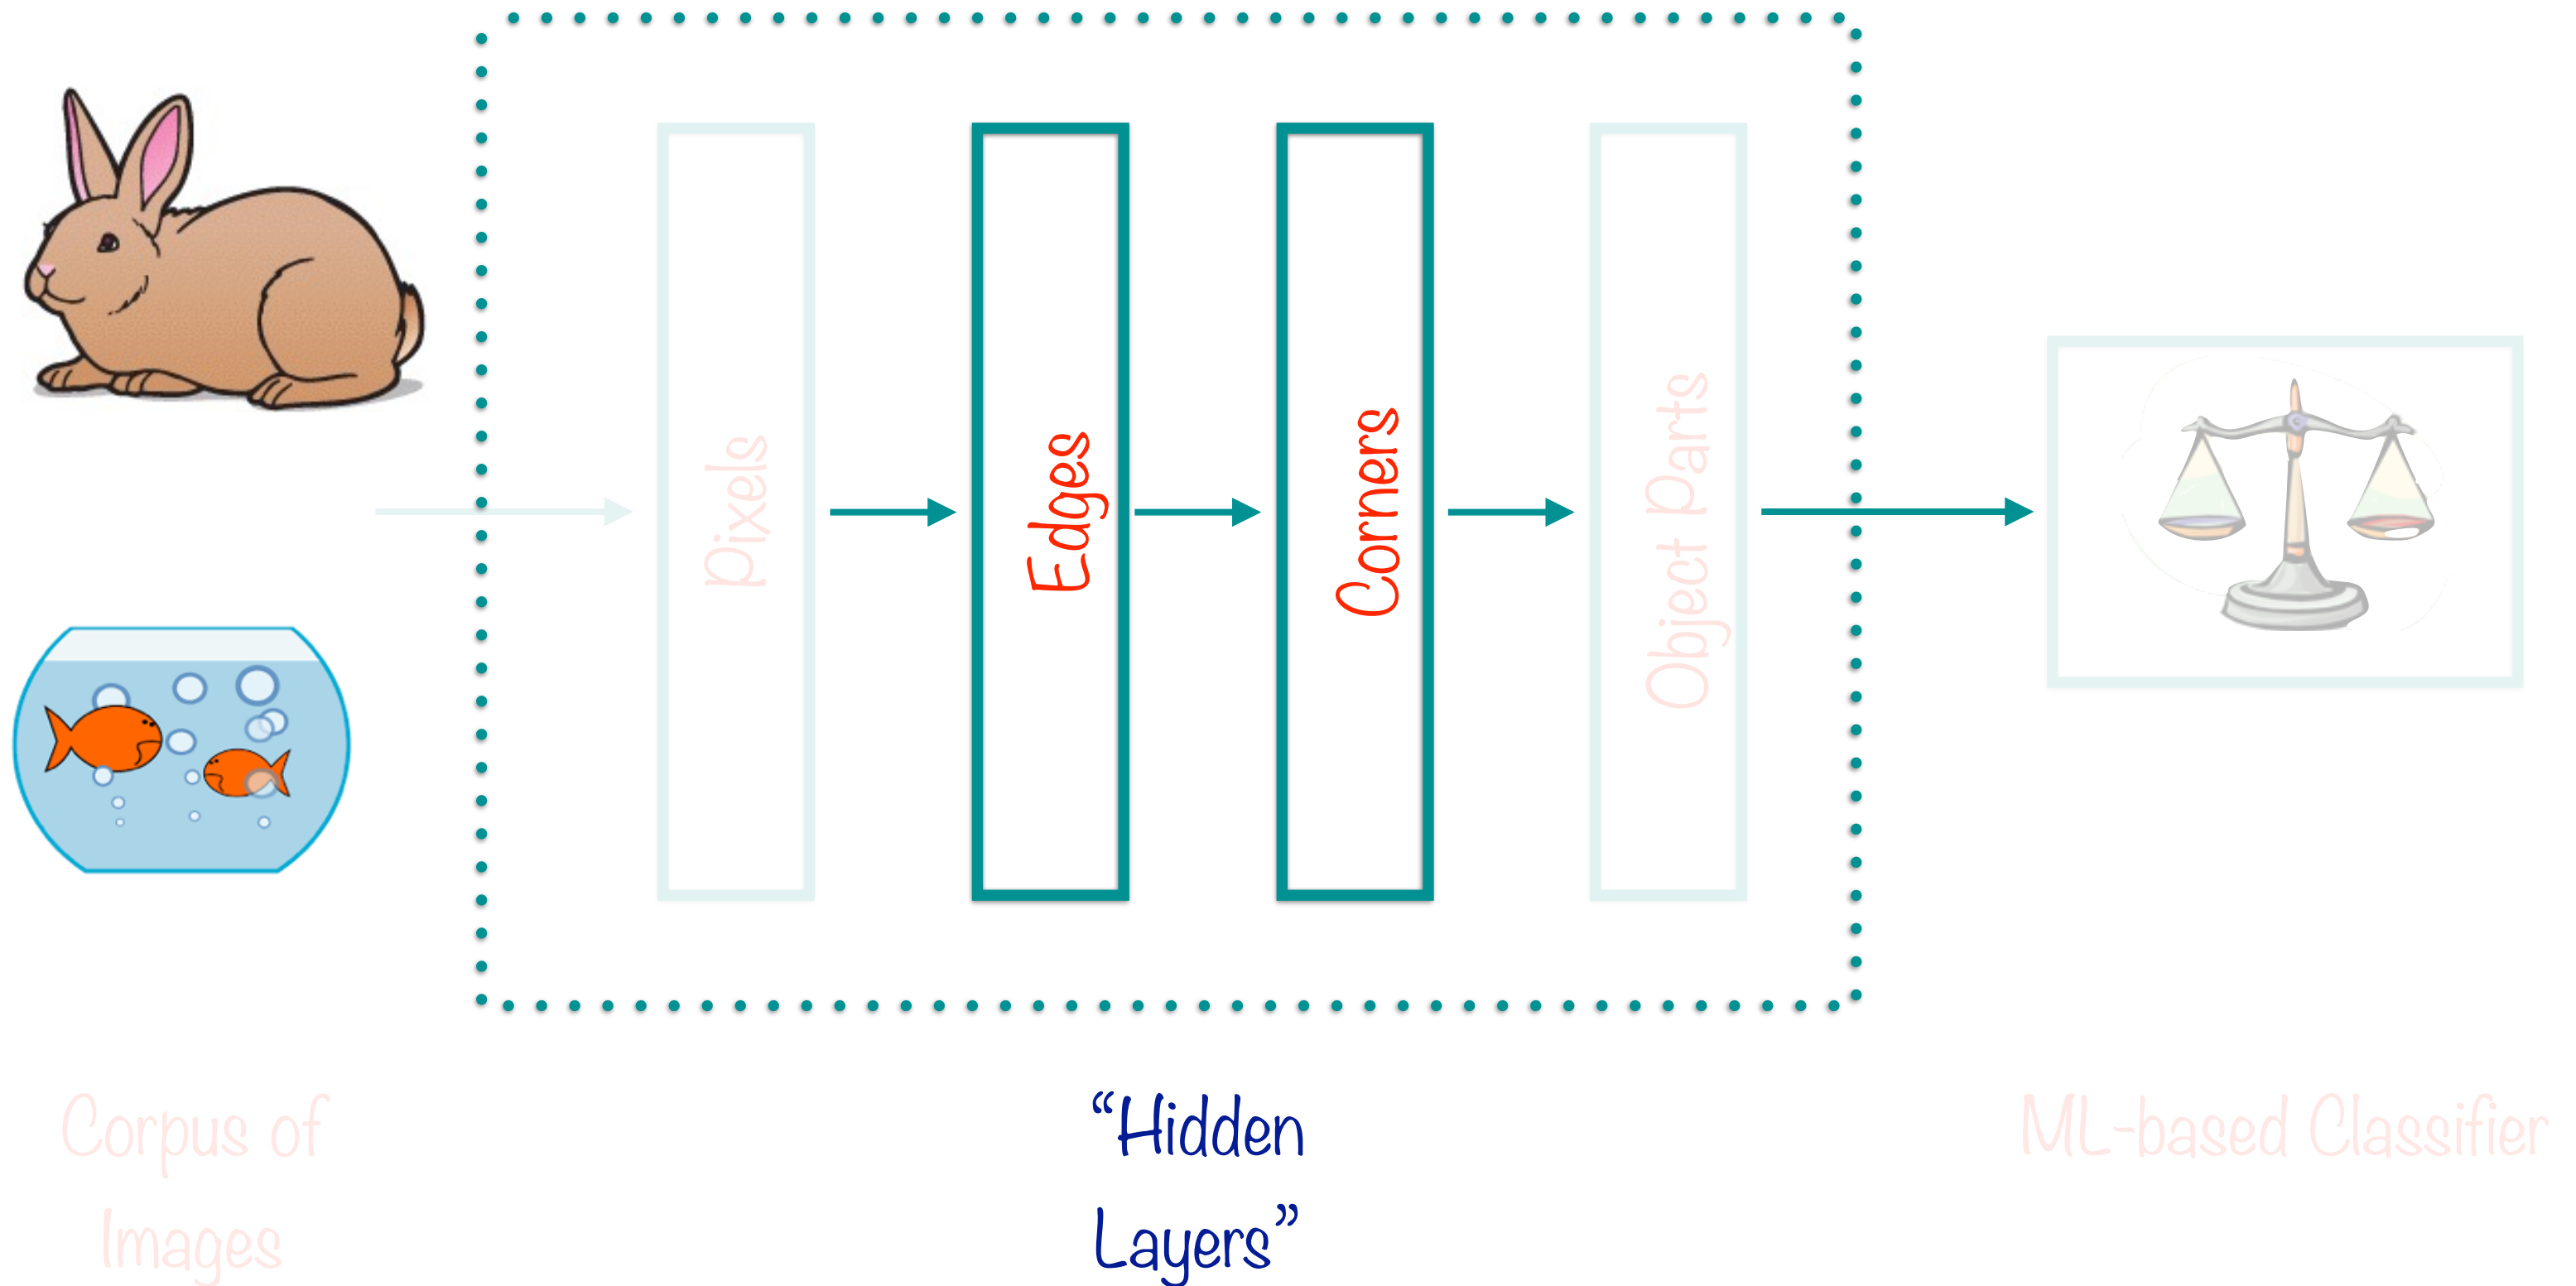 Pixels
Edges
Corners
Object Parts
Corpus of
Images
“Hidden
Layers”
ML-based Classifier